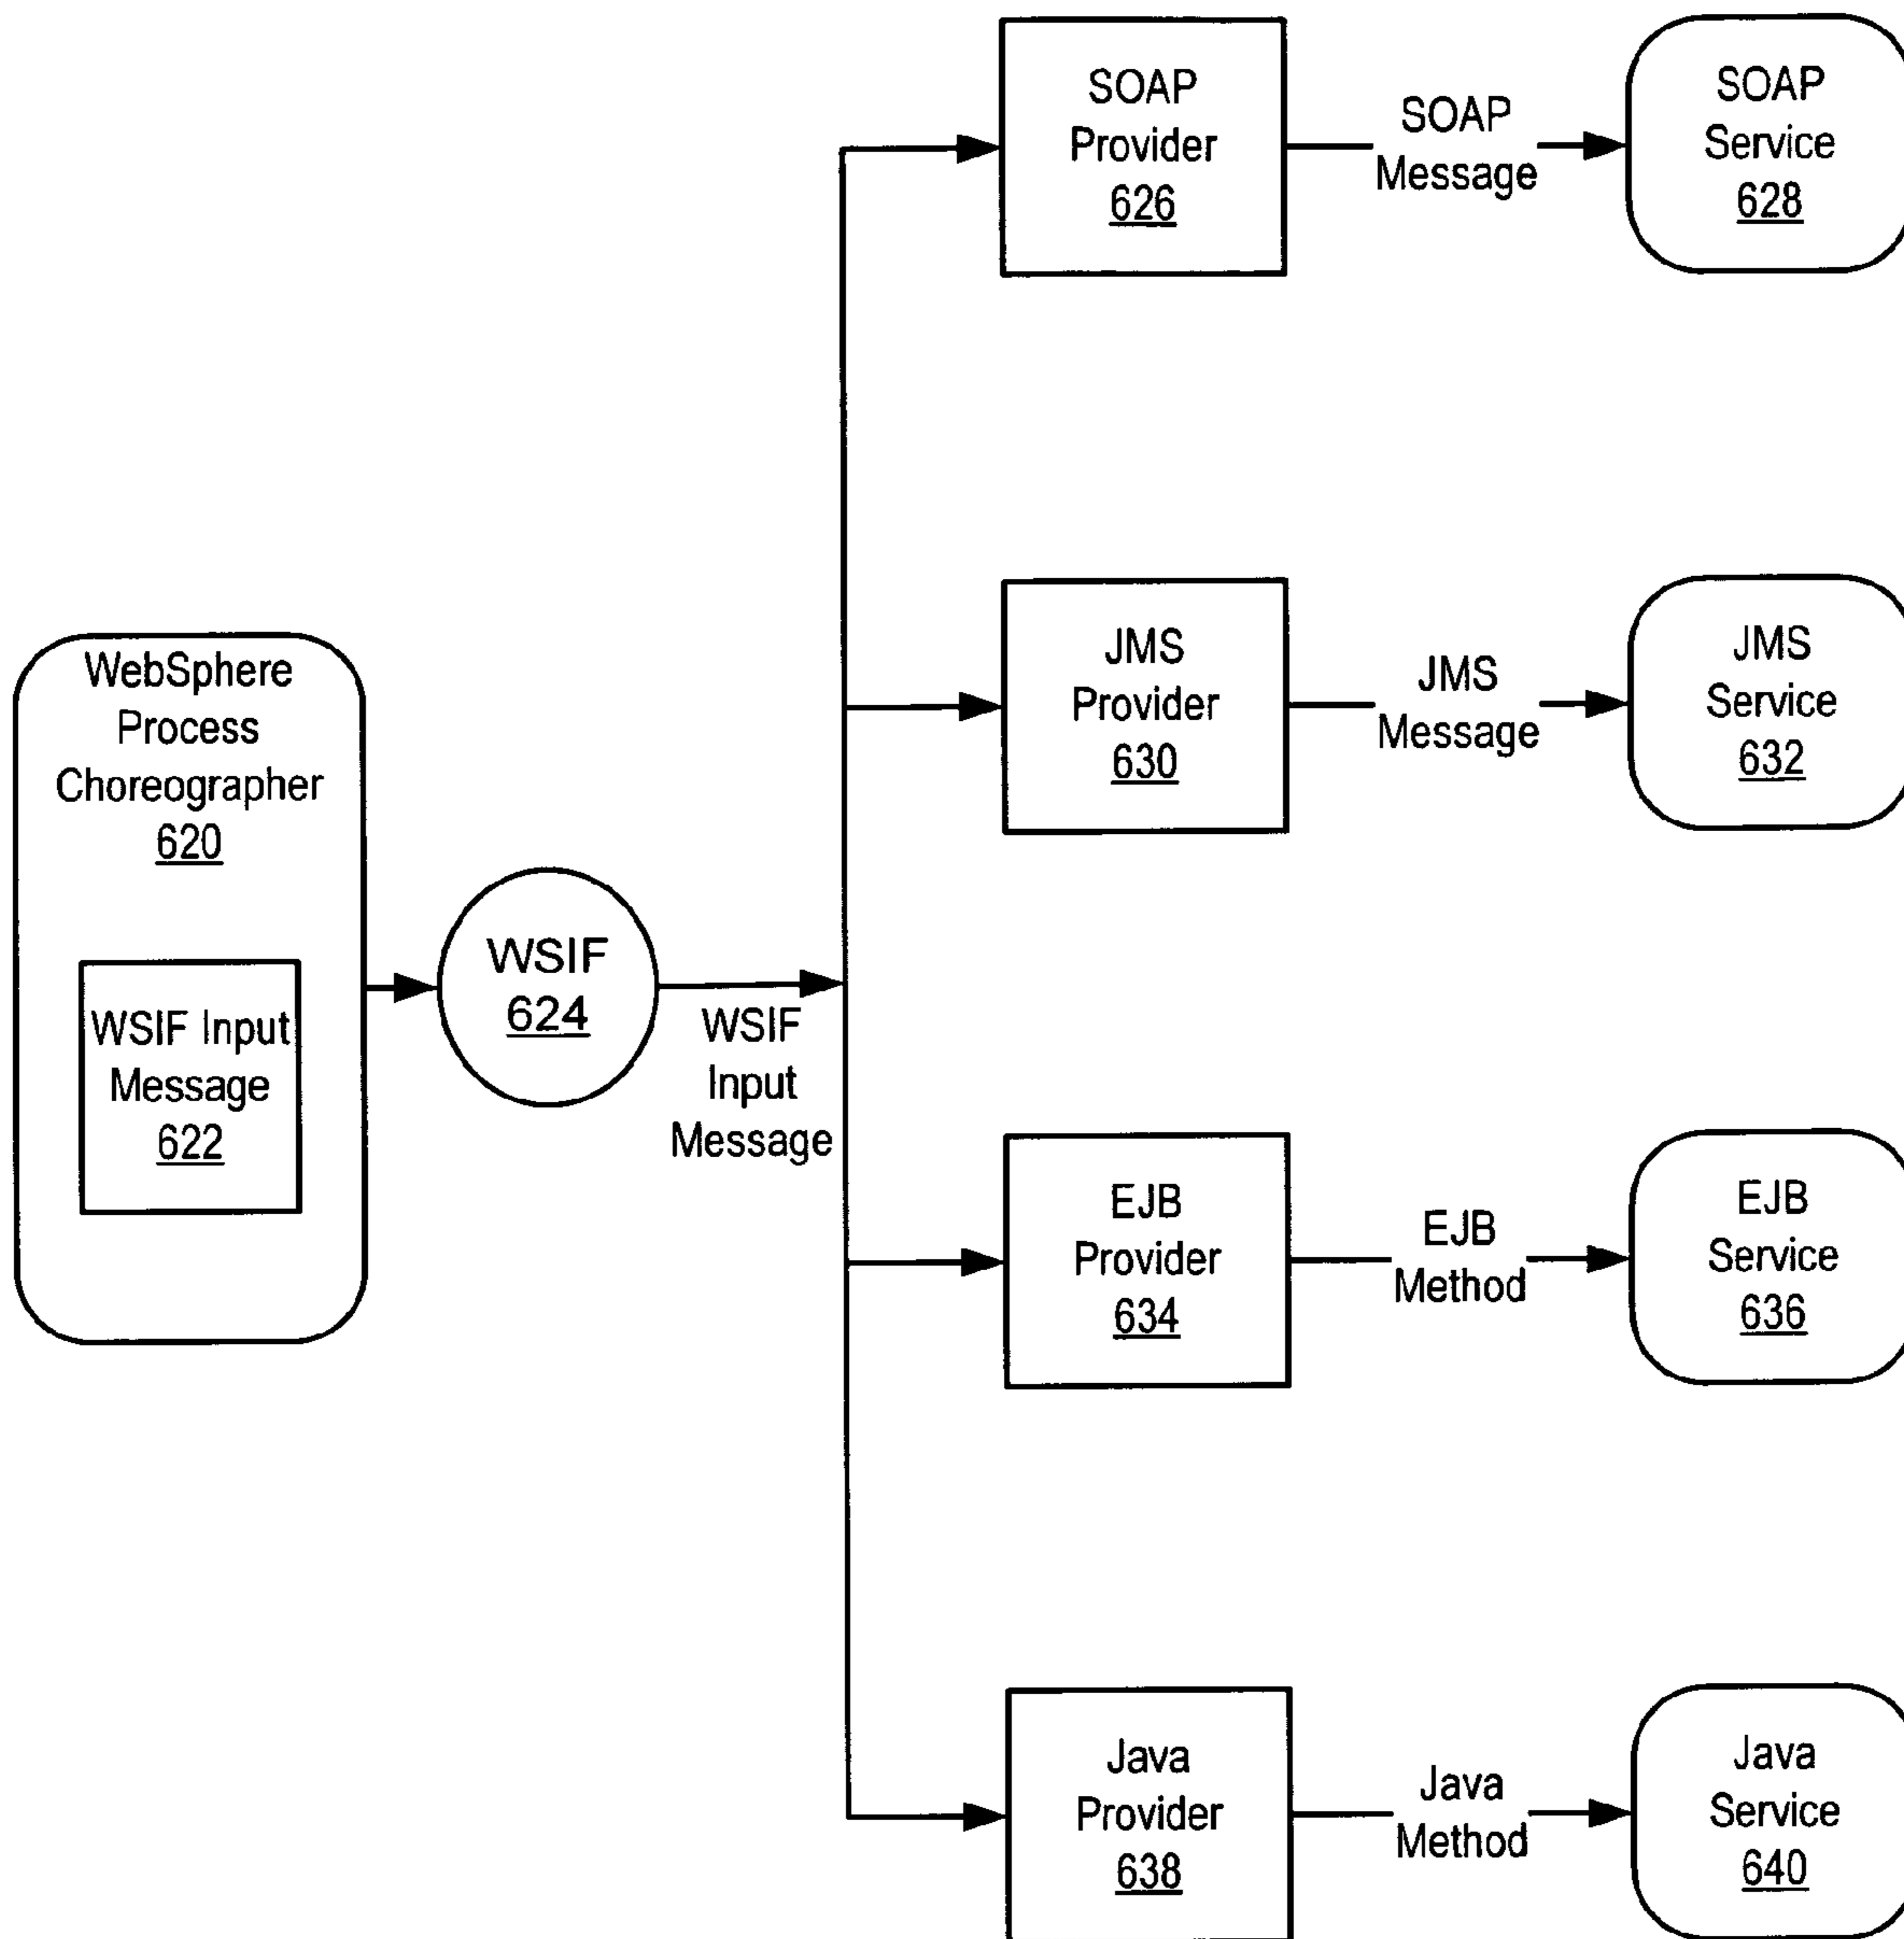 SOAP
Provider
626
SOAP
Message
SOAP
Service
628
JMS
Provider
630
JMS
Message
JMS
Service
632
WebSphere
Process
Choreographer
620
WSIF Input
Message
622
WSIF
624
WSIF
Input
Message
EJB
Provider
634
EJB
Method
EJB
Service
636
Java
Provider
638
Java
Method
Java
Service
640